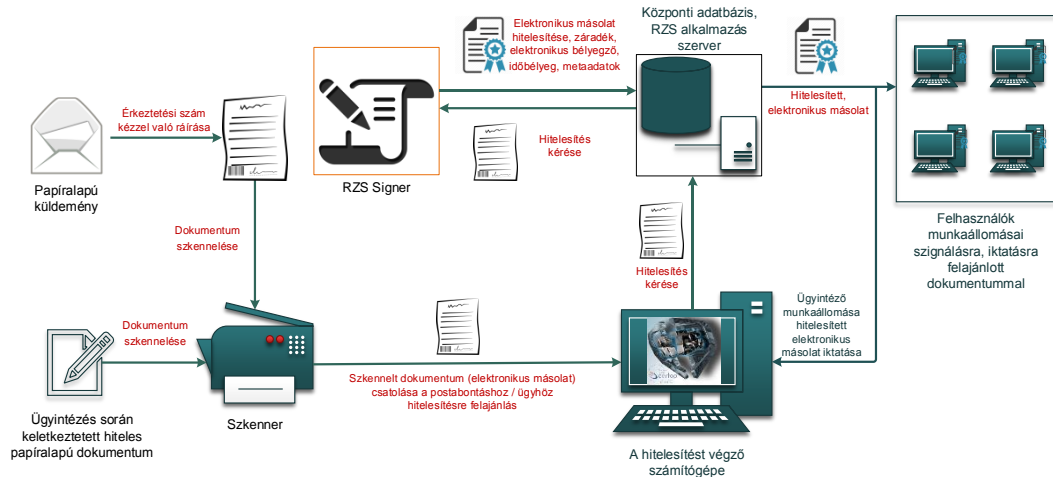 Elektronikus másolat
hitelesítése, záradék,
elektronikus bélyegző,
időbélyeg, metaadatok
Központi adatbázis,
RZS alkalmazás
szerver
Érkeztetési szám
kézzel való ráírása
Hitelesítés
kérése
Hitelesített,
elektronikus másolat
Papíralapú
küldemény
RZS Signer
Felhasználók
munkaállomásai
szignálásra, iktatásra
felajánlott
dokumentummal
Dokumentum
szkennelése
Hitelesítés
kérése
Dokumentum
szkennelése
Ügyintéző
munkaállomása
hitelesített
elektronikus
másolat iktatása
Szkennelt dokumentum (elektronikus másolat)
csatolása a postabontáshoz / ügyhöz
hitelesítésre felajánlás
Ügyintézés során
keletkeztetett hiteles
papíralapú dokumentum
Szkenner
A hitelesítést végző
számítógépe